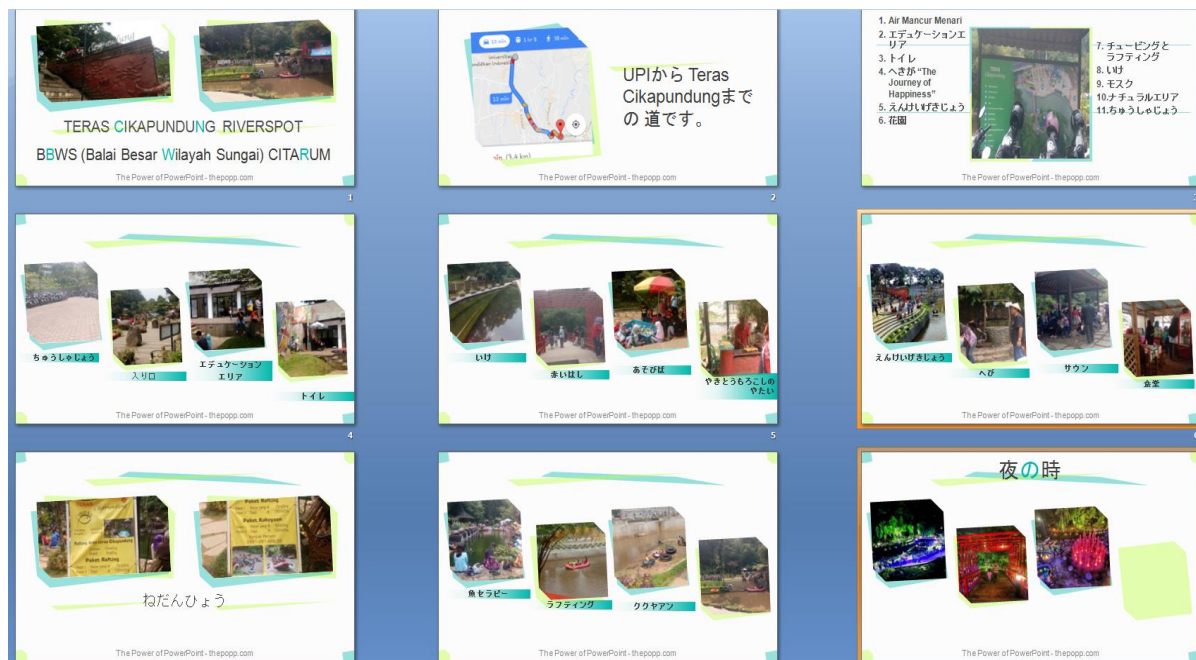 TERAS CIKAPUNDUNG RIVERSPOT
BBWS (Balai Besar Wilayah Sungai) CITARUM
The Power of PowerPoint - thepopp.com
1
UPIから Teras
Cikapundungまで
の 道です。
The Power of PowerPoint - thepopp.com
2
1. Air Mancur Menari
2. エデュケーションエ
リア
3. トイレ
4. へきが “The
Journey of
Happiness”
5. えんけいげきじょう
6. 花園
7. チュービングと
ラフティング
8. いけ
9. モスク
10.ナチュラルエリア
11.ちゅうしゃじょう
The Power of PowerPoint - thepopp.com
ちゅうしゃじょう
入り口
エデュケーション
エリア
トイレ
The Power of PowerPoint - thepopp.com
4
いけ
赤いはし
あそびば
やきとうもろこしの
やたい
The Power of PowerPoint - thepopp.com
5
えんけいげきじょう
へび
サウン
食堂
The Power of PowerPoint - thepopp.com
Paket Rafting
Paket Kukuyaan
ねだんひょう
The Power of PowerPoint - thepopp.com
魚セラピー
ラフティング
ククヤアン
The Power of PowerPoint - thepopp.com
夜の時
The Power of PowerPoint - thepopp.com